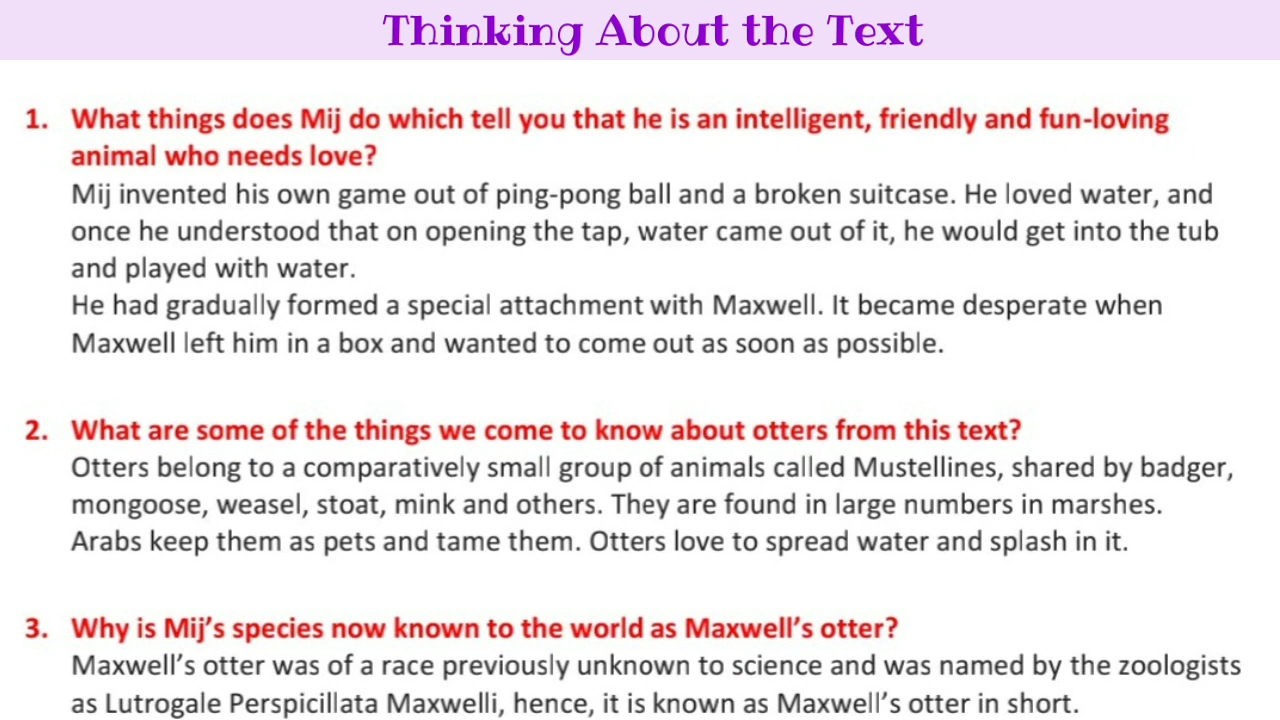 Thinking About the Text
1. What things does Mij do which tell you that he is an intelligent, friendly and fun-loving
animal who needs love?
Mij invented his own game out of ping-pong ball and a broken suitcase. He loved water, and
once he understood that on opening the tap, water came out of it, he would get into the tub
and played with water.
He had gradually formed a special attachment with Maxwell. It became desperate when
Maxwell left him in a box and wanted to come out as soon as possible.
2. What are some of the things we come to know about otters from this text?
Otters belong to a comparatively small group of animals called Mustellines, shared by badger,
mongoose, weasel, stoat, mink and others. They are found in large numbers in marshes.
Arabs keep them as pets and tame them. Otters love to spread water and splash in it.
3. Why is Mij’s species now known to the world as Maxwell’s otter?
Maxwell’s otter was of a race previously unknown to science and was named by the zoologists
as Lutrogale Perspicillata Maxwelli, hence, it is known as Maxwell’s otter in short.